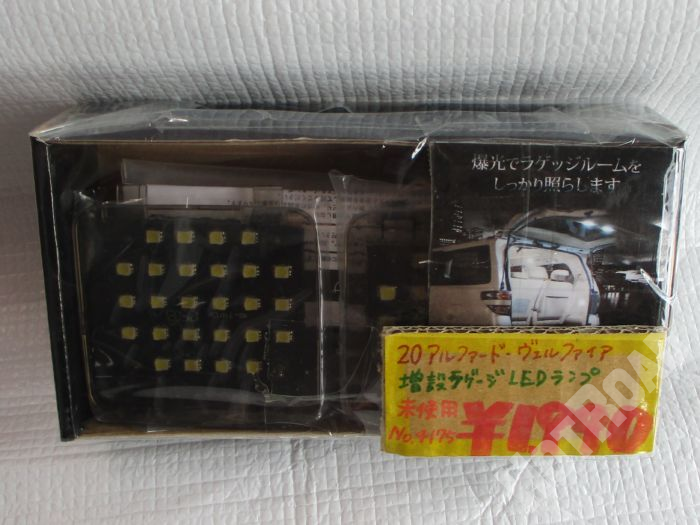 爆光でラゲッジルームを
しっかり照らします
20アルファード・ヴェルファイア
増設ラゲージLEDランプ
未使用
No.4175